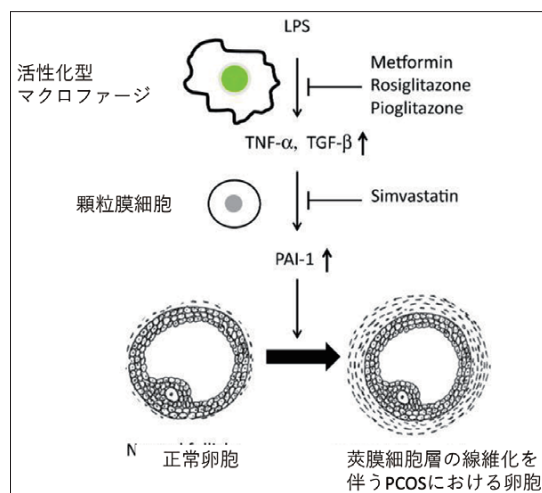 LPS
活性化型
マクロファージ
Metformin
Rosiglitazone
Pioglitazone
TNF-α, TGF-β
顆粒膜細胞
Simvastatin
PAI-1
正常卵胞
莢膜細胞層の線維化を
伴うPCOSにおける卵胞